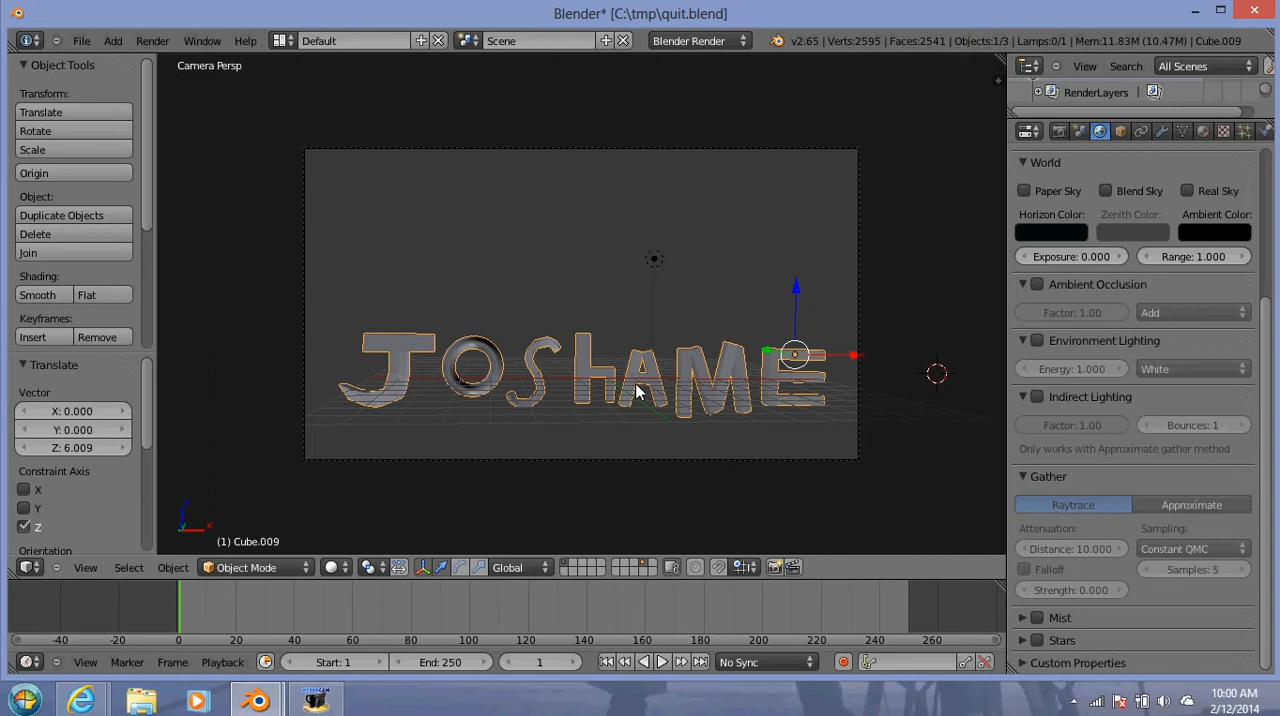 Blender* [C:\tmp\quit.blend]
File Add Render Window Help Default Scene Blender Render v2.65 | Verts:2595 | Faces:2541 | Objects:1/3 | Lamps:0/1 | Mem:11.83M (10.47M) | Cube.009
Object Tools
Transform:
Translate
Rotate
Scale
Origin
Object:
Duplicate Objects
Delete
Join
Shading:
Smooth Flat
Keyframes:
Insert Remove
Translate
Vector
X: 0.000
Y: 0.000
Z: 6.009
Constraint Axis
X
Y
Z
Orientation
Camera Persp
JOSHAME
(1) Cube.009
View Select Object Object Mode Global
-40 -20 0 20 40 60 80 100 120 140 160 180 200 220 240 260
View Marker Frame Playback Start: 1 End: 250 1 No Sync
View Search All Scenes
RenderLayers
World
Paper Sky Blend Sky Real Sky
Horizon Color: Zenith Color: Ambient Color:
Exposure: 0.000 Range: 1.000
Ambient Occlusion
Factor: 1.00 Add
Environment Lighting
Energy: 1.000 White
Indirect Lighting
Factor: 1.00 Bounces: 1
Only works with Approximate gather method
Gather
Raytrace Approximate
Attenuation: Sampling:
Distance: 10.000 Constant QMC
Falloff Samples: 5
Strength: 0.000
Mist
Stars
Custom Properties
HYPERCAM
10:00 AM
2/12/2014